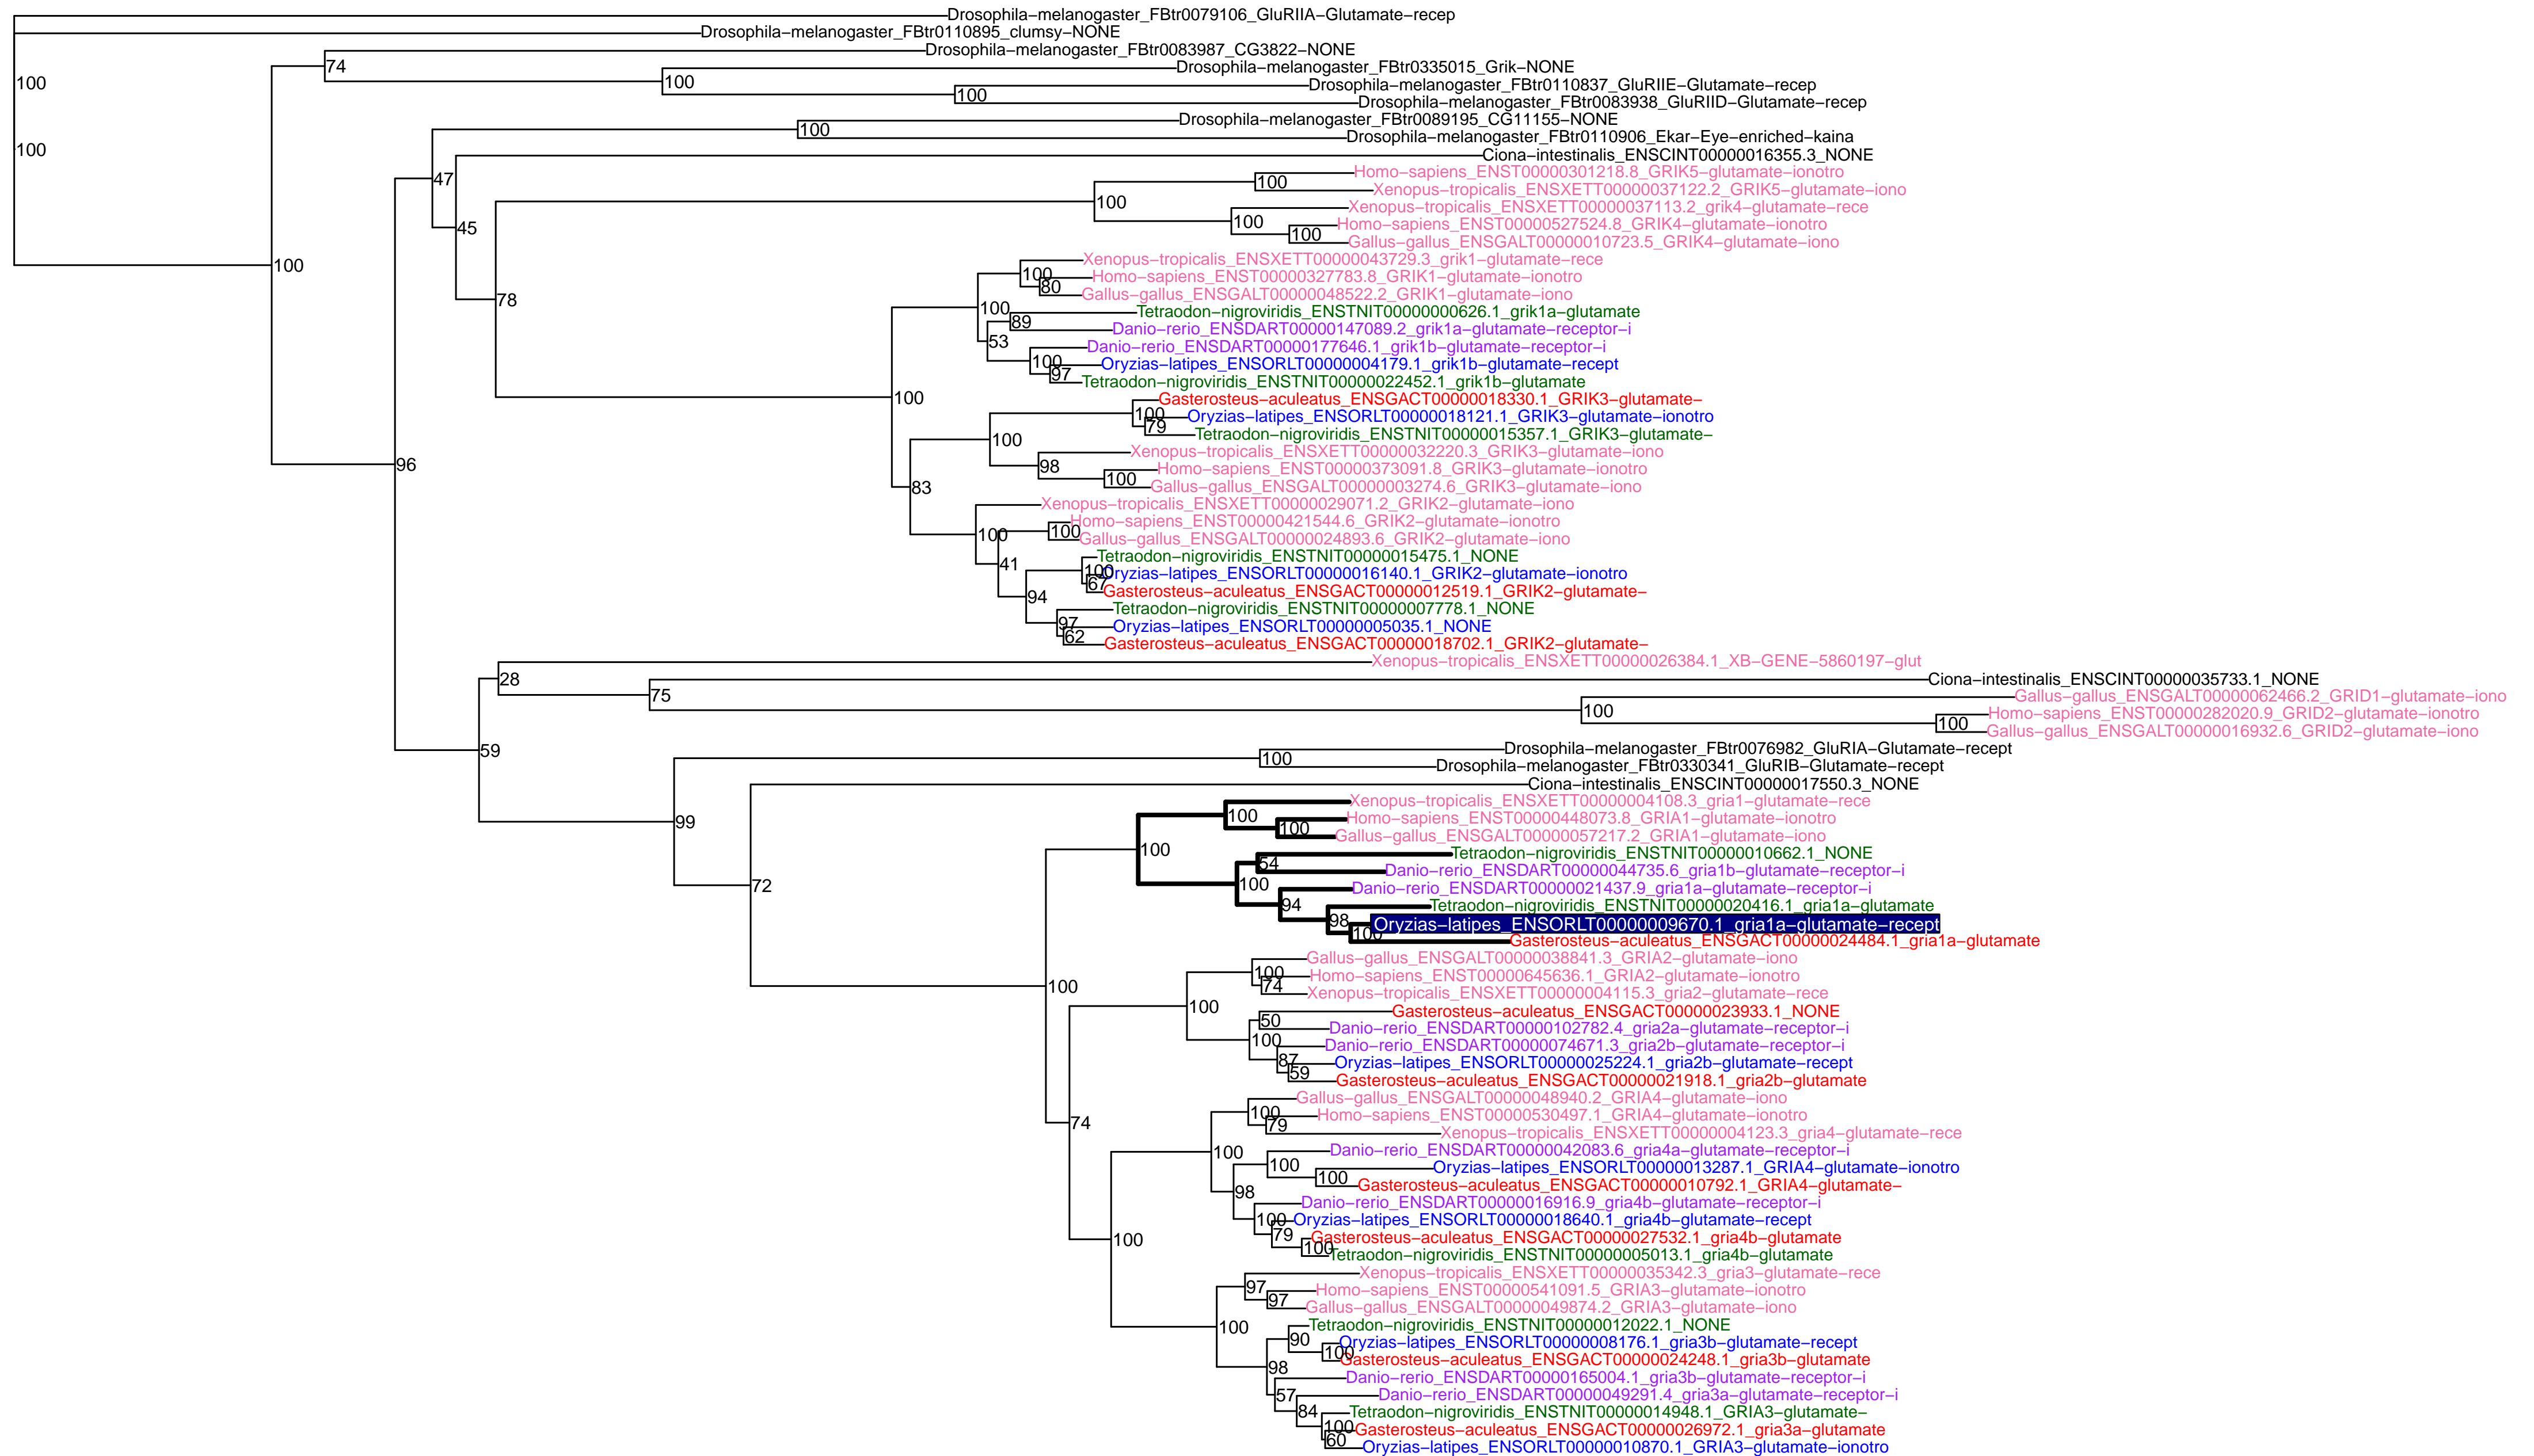 Drosophila−melanogaster_FBtr0079106_GluRIIA−Glutamate−recep
Drosophila−melanogaster_FBtr0110895_clumsy−NONE
Drosophila−melanogaster_FBtr0083987_CG3822−NONE
74
Drosophila−melanogaster_FBtr0335015_Grik−NONE
100
100
Drosophila−melanogaster_FBtr0110837_GluRIIE−Glutamate−recep
100
Drosophila−melanogaster_FBtr0083938_GluRIID−Glutamate−recep
Drosophila−melanogaster_FBtr0089195_CG11155−NONE
100
Drosophila−melanogaster_FBtr0110906_Ekar−Eye−enriched−kaina
100
Ciona−intestinalis_ENSCINT00000016355.3_NONE
Homo−sapiens_ENST00000301218.8_GRIK5−glutamate−ionotro
47
100
Xenopus−tropicalis_ENSXETT00000037122.2_GRIK5−glutamate−iono
100
Xenopus−tropicalis_ENSXETT00000037113.2_grik4−glutamate−rece
100
Homo−sapiens_ENST00000527524.8_GRIK4−glutamate−ionotro
45
100
Gallus−gallus_ENSGALT00000010723.5_GRIK4−glutamate−iono
Xenopus−tropicalis_ENSXETT00000043729.3_grik1−glutamate−rece
100
100
Homo−sapiens_ENST00000327783.8_GRIK1−glutamate−ionotro
80
Gallus−gallus_ENSGALT00000048522.2_GRIK1−glutamate−iono
78
100
Tetraodon−nigroviridis_ENSTNIT00000000626.1_grik1a−glutamate
89
Danio−rerio_ENSDART00000147089.2_grik1a−glutamate−receptor−i
53
Danio−rerio_ENSDART00000177646.1_grik1b−glutamate−receptor−i
100
Oryzias−latipes_ENSORLT00000004179.1_grik1b−glutamate−recept
97
Tetraodon−nigroviridis_ENSTNIT00000022452.1_grik1b−glutamate
100
Gasterosteus−aculeatus_ENSGACT00000018330.1_GRIK3−glutamate−
100
Oryzias−latipes_ENSORLT00000018121.1_GRIK3−glutamate−ionotro
79
Tetraodon−nigroviridis_ENSTNIT00000015357.1_GRIK3−glutamate−
100
Xenopus−tropicalis_ENSXETT00000032220.3_GRIK3−glutamate−iono
96
98
Homo−sapiens_ENST00000373091.8_GRIK3−glutamate−ionotro
100
Gallus−gallus_ENSGALT00000003274.6_GRIK3−glutamate−iono
83
Xenopus−tropicalis_ENSXETT00000029071.2_GRIK2−glutamate−iono
Homo−sapiens_ENST00000421544.6_GRIK2−glutamate−ionotro
100
100
Gallus−gallus_ENSGALT00000024893.6_GRIK2−glutamate−iono
Tetraodon−nigroviridis_ENSTNIT00000015475.1_NONE
41
100
Oryzias−latipes_ENSORLT00000016140.1_GRIK2−glutamate−ionotro
67
Gasterosteus−aculeatus_ENSGACT00000012519.1_GRIK2−glutamate−
94
Tetraodon−nigroviridis_ENSTNIT00000007778.1_NONE
97
Oryzias−latipes_ENSORLT00000005035.1_NONE
62
Gasterosteus−aculeatus_ENSGACT00000018702.1_GRIK2−glutamate−
Xenopus−tropicalis_ENSXETT00000026384.1_XB−GENE−5860197−glut
28
Ciona−intestinalis_ENSCINT00000035733.1_NONE
75
Gallus−gallus_ENSGALT00000062466.2_GRID1−glutamate−iono
100
Homo−sapiens_ENST00000282020.9_GRID2−glutamate−ionotro
100
Gallus−gallus_ENSGALT00000016932.6_GRID2−glutamate−iono
59
Drosophila−melanogaster_FBtr0076982_GluRIA−Glutamate−recept
100
Drosophila−melanogaster_FBtr0330341_GluRIB−Glutamate−recept
Ciona−intestinalis_ENSCINT00000017550.3_NONE
Xenopus−tropicalis_ENSXETT00000004108.3_gria1−glutamate−rece
99
100
Homo−sapiens_ENST00000448073.8_GRIA1−glutamate−ionotro
100
Gallus−gallus_ENSGALT00000057217.2_GRIA1−glutamate−iono
100
Tetraodon−nigroviridis_ENSTNIT00000010662.1_NONE
54
Danio−rerio_ENSDART00000044735.6_gria1b−glutamate−receptor−i
72
100
Danio−rerio_ENSDART00000021437.9_gria1a−glutamate−receptor−i
94
Tetraodon−nigroviridis_ENSTNIT00000020416.1_gria1a−glutamate
98
Oryzias−latipes_ENSORLT00000009670.1_gria1a−glutamate−recept
100
Gasterosteus−aculeatus_ENSGACT00000024484.1_gria1a−glutamate
Gallus−gallus_ENSGALT00000038841.3_GRIA2−glutamate−iono
100
Homo−sapiens_ENST00000645636.1_GRIA2−glutamate−ionotro
100
74
Xenopus−tropicalis_ENSXETT00000004115.3_gria2−glutamate−rece
100
Gasterosteus−aculeatus_ENSGACT00000023933.1_NONE
50
Danio−rerio_ENSDART00000102782.4_gria2a−glutamate−receptor−i
100
Danio−rerio_ENSDART00000074671.3_gria2b−glutamate−receptor−i
87
Oryzias−latipes_ENSORLT00000025224.1_gria2b−glutamate−recept
59
Gasterosteus−aculeatus_ENSGACT00000021918.1_gria2b−glutamate
Gallus−gallus_ENSGALT00000048940.2_GRIA4−glutamate−iono
100
Homo−sapiens_ENST00000530497.1_GRIA4−glutamate−ionotro
74
79
Xenopus−tropicalis_ENSXETT00000004123.3_gria4−glutamate−rece
100
Danio−rerio_ENSDART00000042083.6_gria4a−glutamate−receptor−i
100
Oryzias−latipes_ENSORLT00000013287.1_GRIA4−glutamate−ionotro
100
Gasterosteus−aculeatus_ENSGACT00000010792.1_GRIA4−glutamate−
98
Danio−rerio_ENSDART00000016916.9_gria4b−glutamate−receptor−i
100
Oryzias−latipes_ENSORLT00000018640.1_gria4b−glutamate−recept
79
Gasterosteus−aculeatus_ENSGACT00000027532.1_gria4b−glutamate
100
100
Tetraodon−nigroviridis_ENSTNIT00000005013.1_gria4b−glutamate
Xenopus−tropicalis_ENSXETT00000035342.3_gria3−glutamate−rece
97
Homo−sapiens_ENST00000541091.5_GRIA3−glutamate−ionotro
97
Gallus−gallus_ENSGALT00000049874.2_GRIA3−glutamate−iono
100
Tetraodon−nigroviridis_ENSTNIT00000012022.1_NONE
90
Oryzias−latipes_ENSORLT00000008176.1_gria3b−glutamate−recept
100
Gasterosteus−aculeatus_ENSGACT00000024248.1_gria3b−glutamate
98
Danio−rerio_ENSDART00000165004.1_gria3b−glutamate−receptor−i
57
Danio−rerio_ENSDART00000049291.4_gria3a−glutamate−receptor−i
84
Tetraodon−nigroviridis_ENSTNIT00000014948.1_GRIA3−glutamate−
100
Gasterosteus−aculeatus_ENSGACT00000026972.1_gria3a−glutamate
60
Oryzias−latipes_ENSORLT00000010870.1_GRIA3−glutamate−ionotro